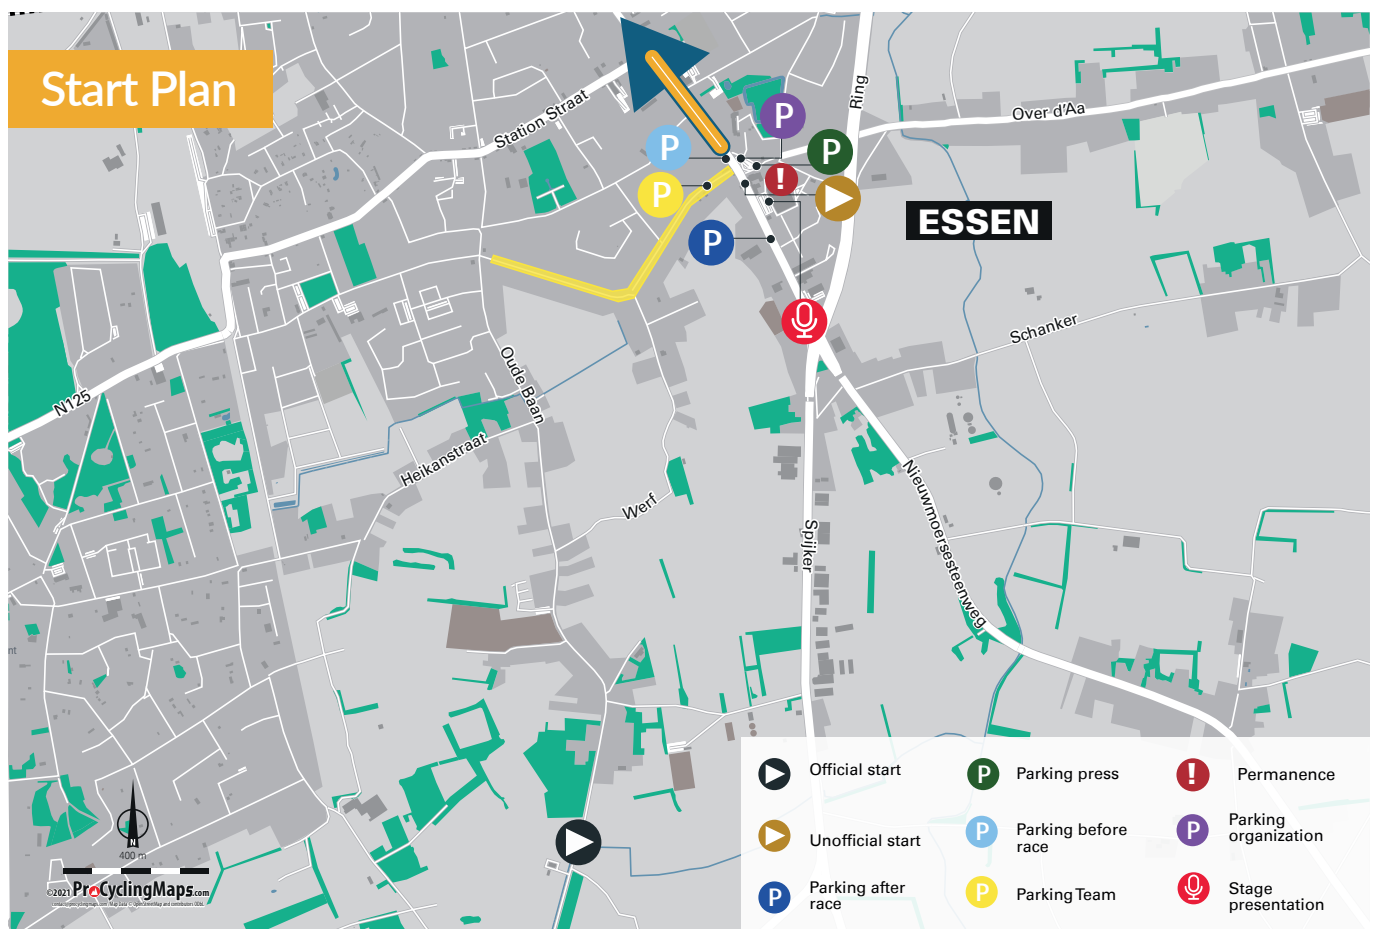 Start Plan
Station Straat
Ring
Over d'Aa
P
P
P
P
!
P
ESSEN
Schanker
N125
Oude Baan
Heikanstraat
Werf
Spijker
Nieuwmoersesteenweg
nt
N
400 m
©2021 ProCyclingMaps.com
Official start
P Parking press
! Permanence
Unofficial start
P Parking before
race
P Parking
organization
P Parking after
race
P Parking Team
Stage
presentation